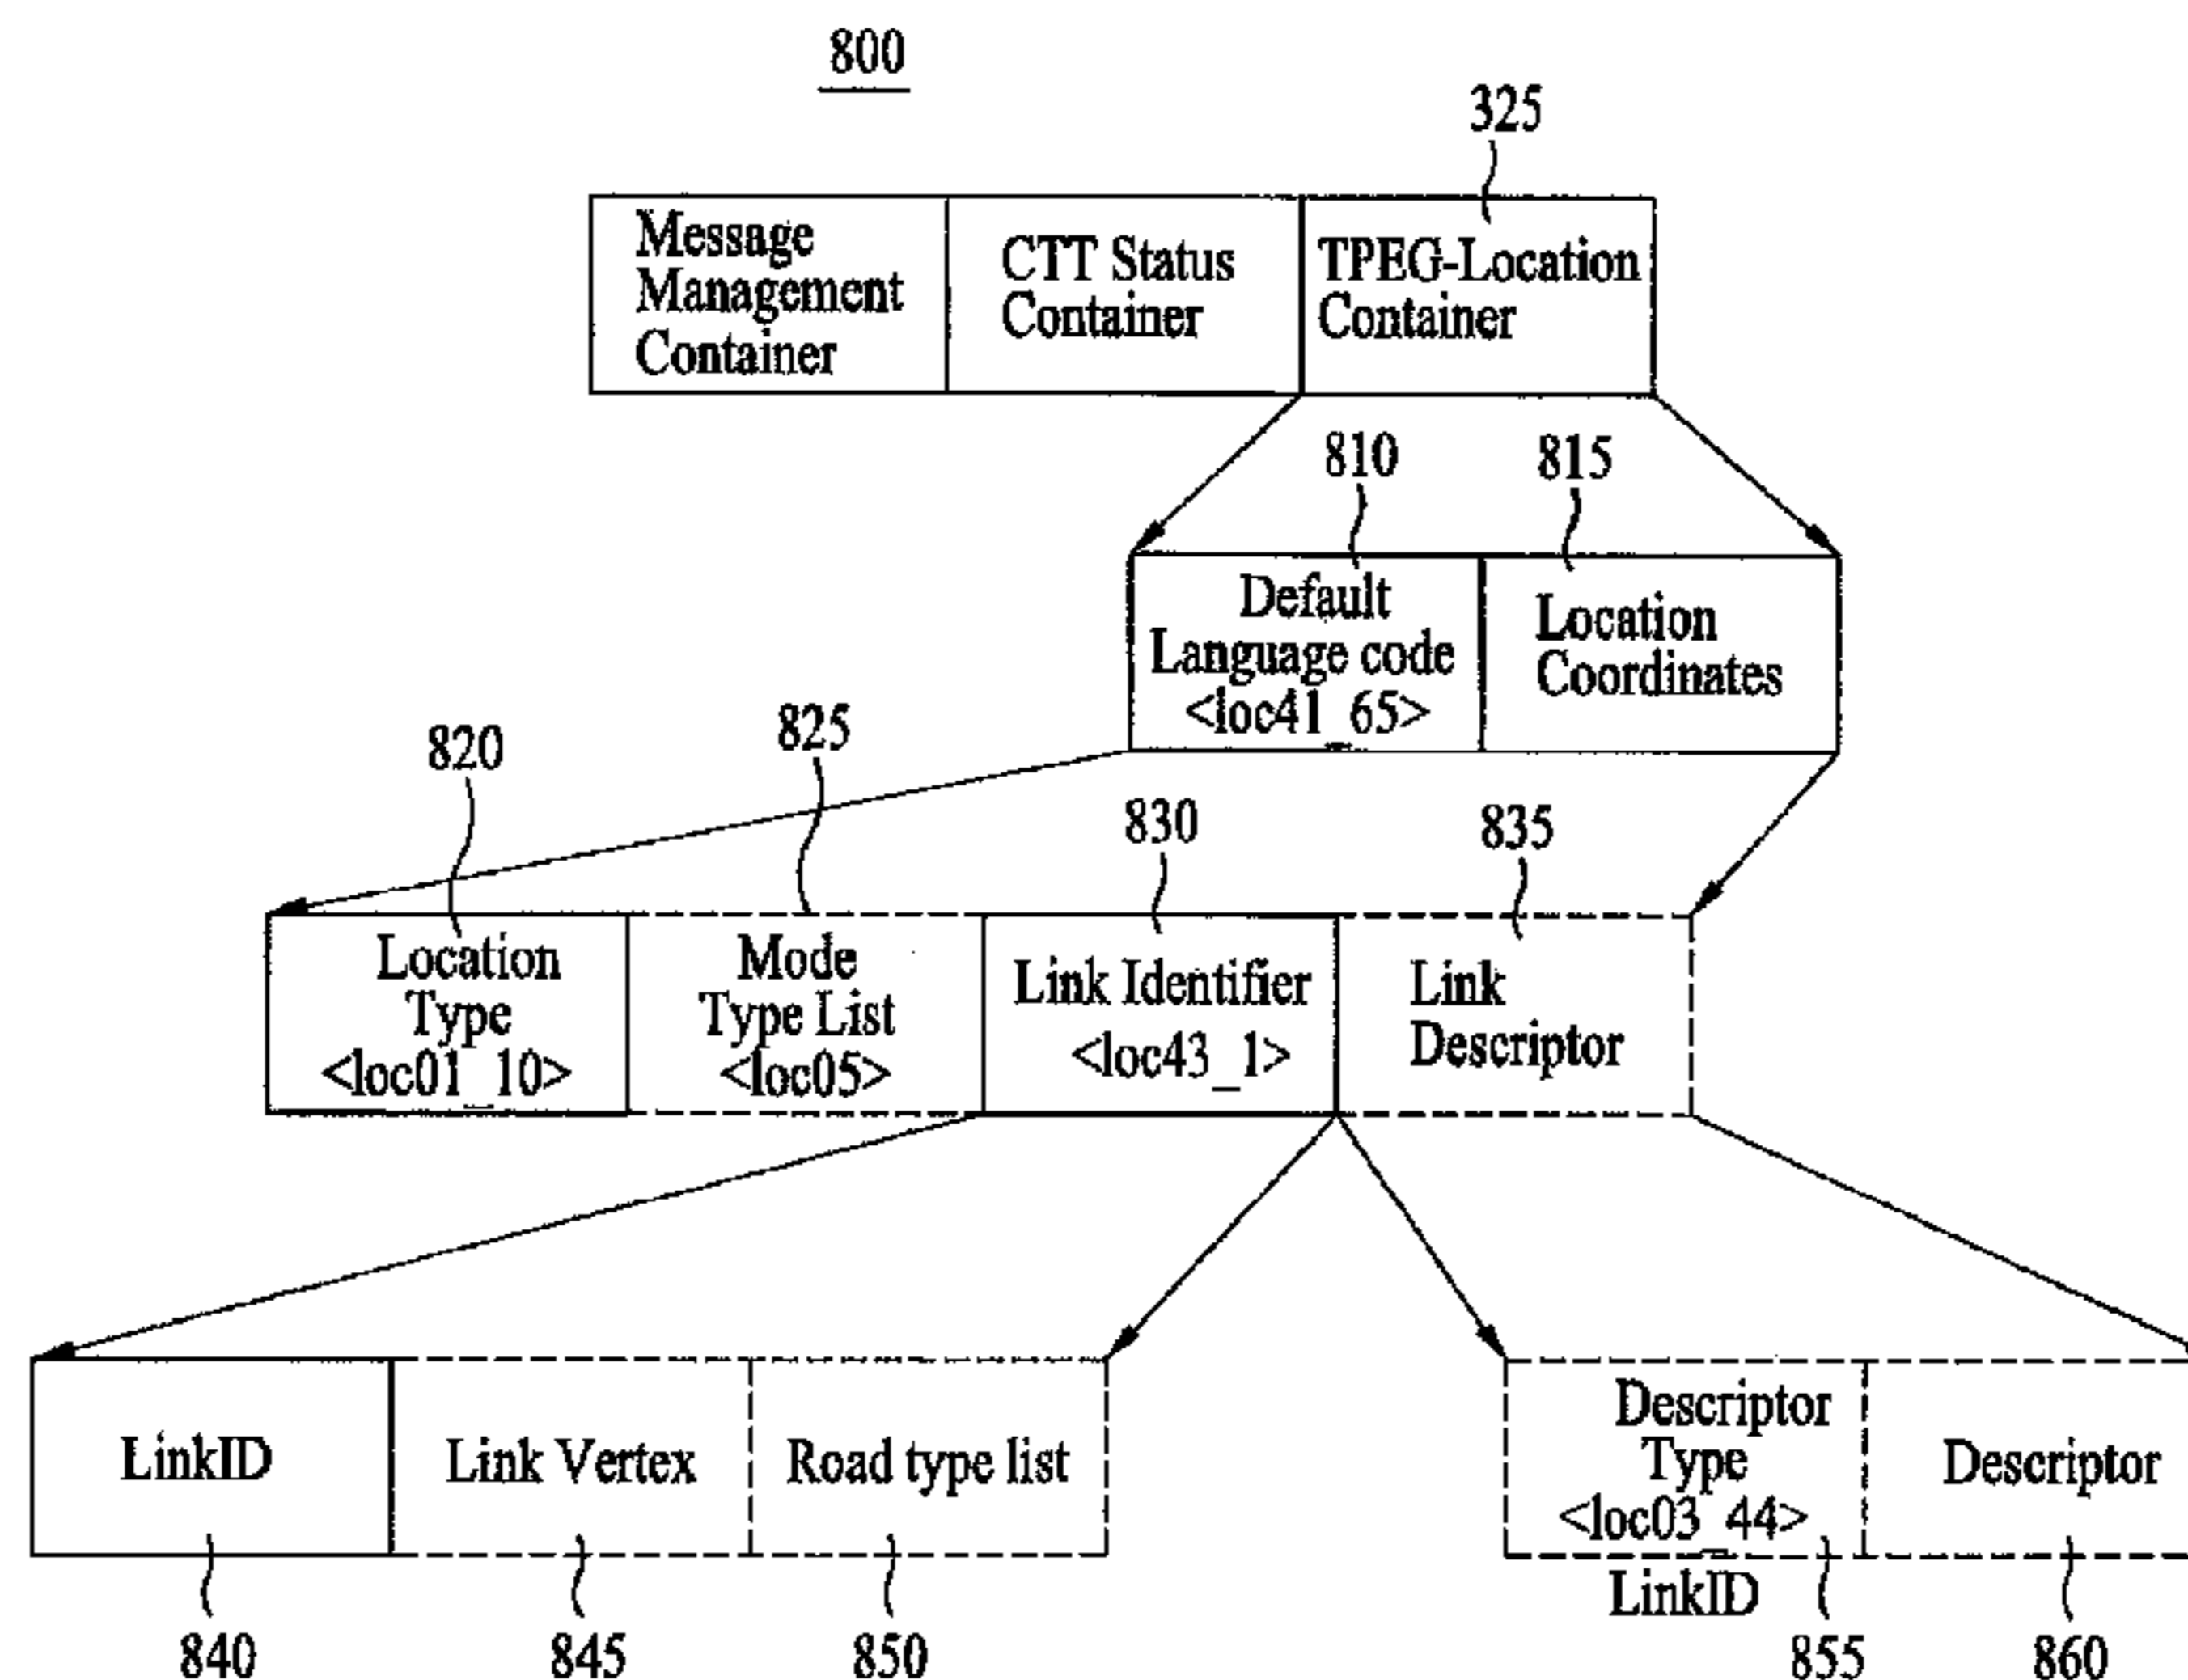 800
325
Message
Management
Container
CTT Status
Container
TPEG-Location
Container
810
815
Default
Language code
<loc41_65>
Location
Coordinates
820
825
830
835
Location
Type
<loc01_10>
Mode
Type List
<loc05>
Link Identifier
<loc43_1>
Link
Descriptor
LinkID
Link Vertex
Road type list
Descriptor
Type
<loc03_44>
LinkID
Descriptor
840
845
850
855
860